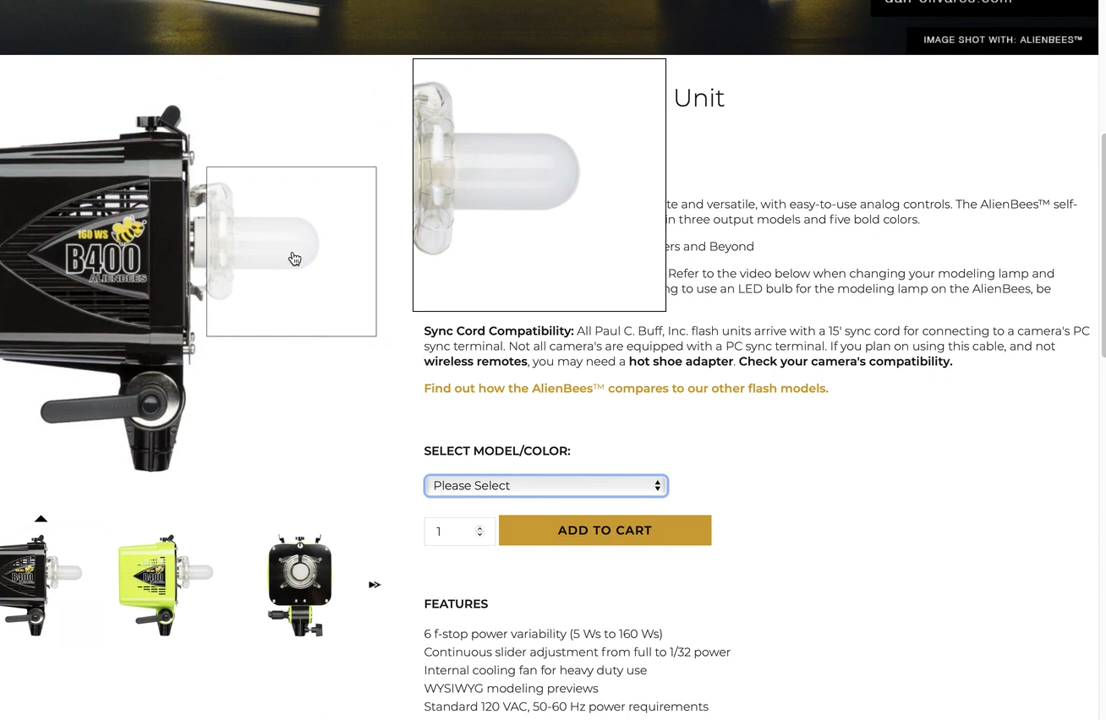 IMAGE SHOT WITH: ALIENBEES™
Unit
160 WS
B400
ALIENBEES
and versatile, with easy-to-use analog controls. The AlienBees™ self-
in three output models and five bold colors.
and Beyond
Refer to the video below when changing your modeling lamp and
to use an LED bulb for the modeling lamp on the AlienBees, be
Sync Cord Compatibility: All Paul C. Buff, Inc. flash units arrive with a 15' sync cord for connecting to a camera's PC
sync terminal. Not all camera's are equipped with a PC sync terminal. If you plan on using this cable, and not
wireless remotes, you may need a hot shoe adapter. Check your camera's compatibility.
Find out how the AlienBees™ compares to our other flash models.
SELECT MODEL/COLOR:
Please Select
1
ADD TO CART
B400
B400
FEATURES
6 f-stop power variability (5 Ws to 160 Ws)
Continuous slider adjustment from full to 1/32 power
Internal cooling fan for heavy duty use
WYSIWYG modeling previews
Standard 120 VAC, 50-60 Hz power requirements